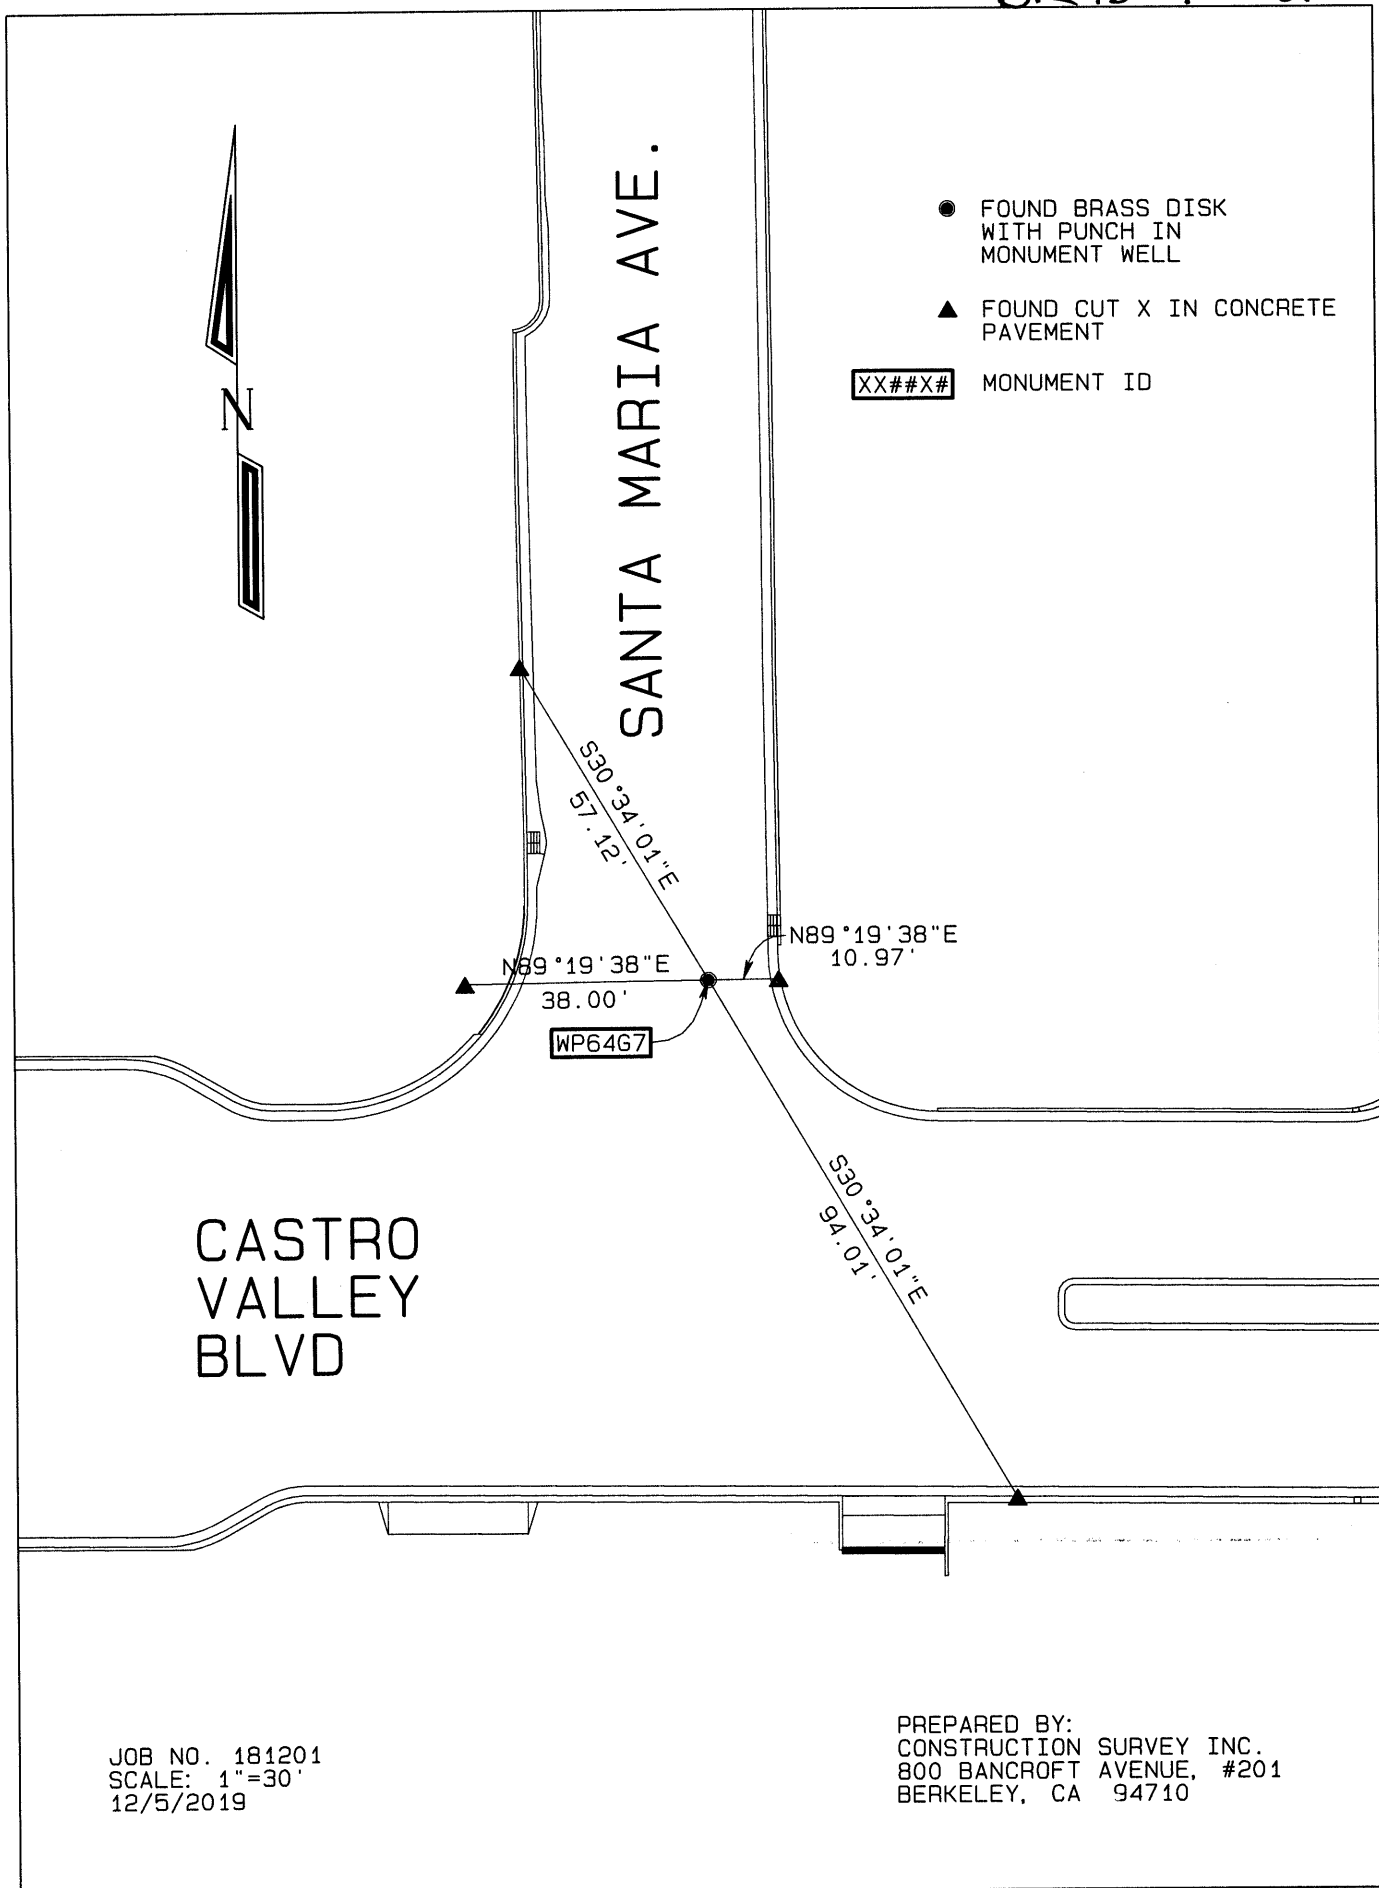 SANTA MARIA AVE.
FOUND BRASS DISK
WITH PUNCH IN
MONUMENT WELL
FOUND CUT X IN CONCRETE
PAVEMENT
XX##X# MONUMENT ID
N
S30°34'01"E
57.12'
N89°19'38"E
10.97'
N89°19'38"E
38.00'
WP64G7
S30°34'01"E
94.01'
CASTRO
VALLEY
BLVD
JOB NO. 181201
SCALE: 1"=30'
12/5/2019
PREPARED BY:
CONSTRUCTION SURVEY INC.
800 BANCROFT AVENUE, #201
BERKELEY, CA 94710